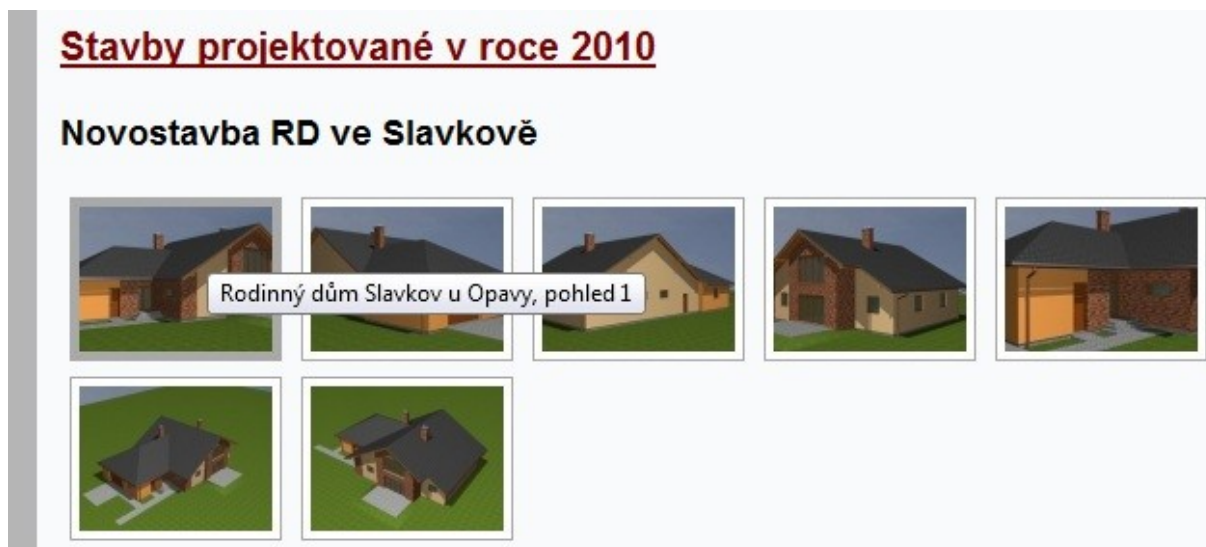 Stavby projektované v roce 2010
Novostavba RD ve Slavkově
Rodinný dům Slavkov u Opavy, pohled 1